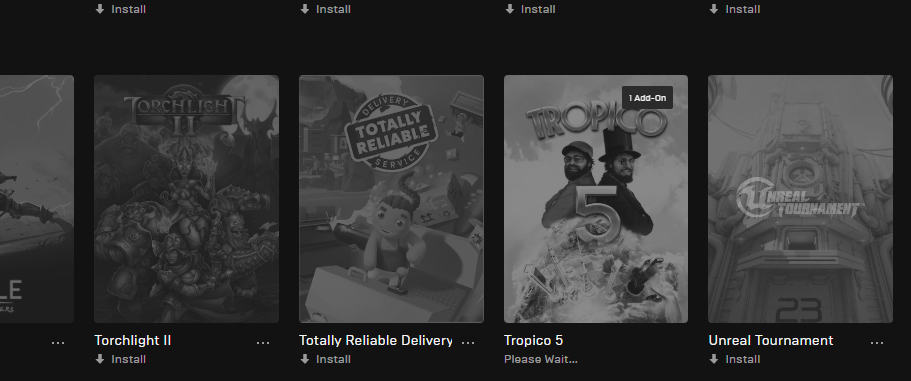 Install
Install
Install
Install
TORCHLIGHT
II
DELIVERY
TOTALLY
RELIABLE
SERVICE
1 Add-On
TROPICO
5
UNREAL
TOURNAMENT
23
LE
Torchlight II
Totally Reliable Delivery
Tropico 5
Unreal Tournament
Install
Install
Please Wait...
Install